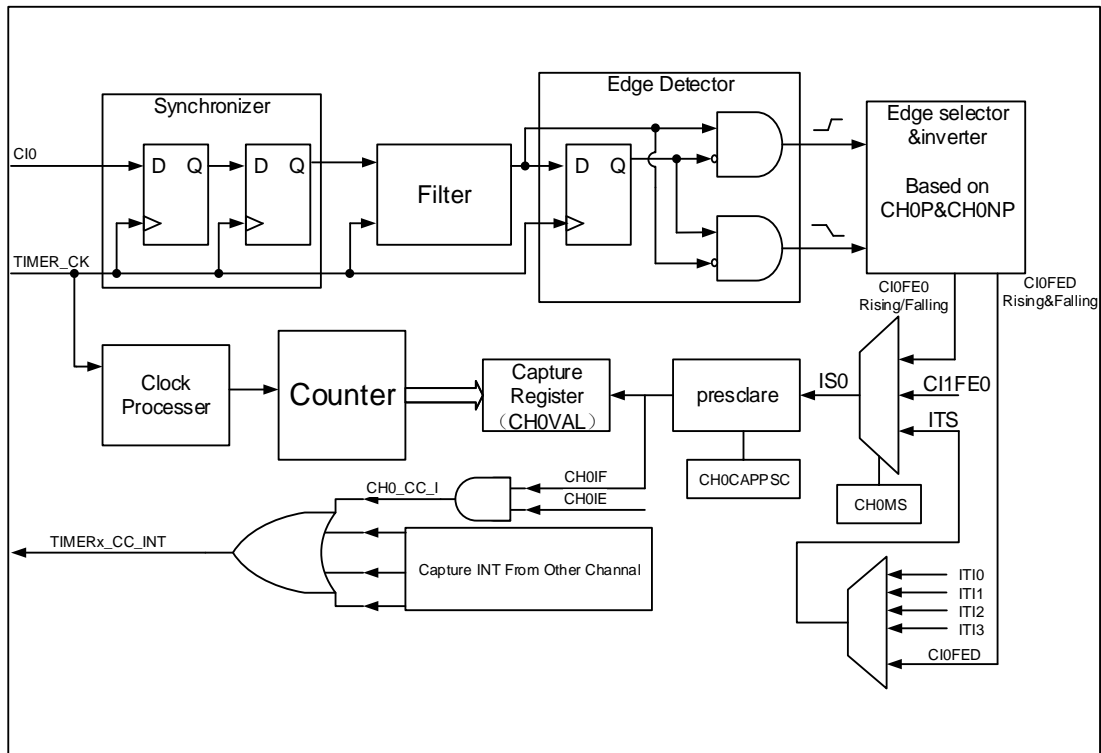 Synchronizer
Edge Detector
CI0
D Q
D Q
Filter
D Q
Edge selector
&inverter
Based on
CH0P&CH0NP
TIMER_CK
CI0FE0
Rising/Falling
CI0FED
Rising&Falling
Clock
Processer
Counter
Capture
Register
(CH0VAL)
presclare
IS0
CI1FE0
ITS
CH0CAPPSC
CH0MS
CH0_CC_I
CH0IF
CH0IE
TIMERx_CC_INT
Capture INT From Other Channel
ITI0
ITI1
ITI2
ITI3
CI0FED